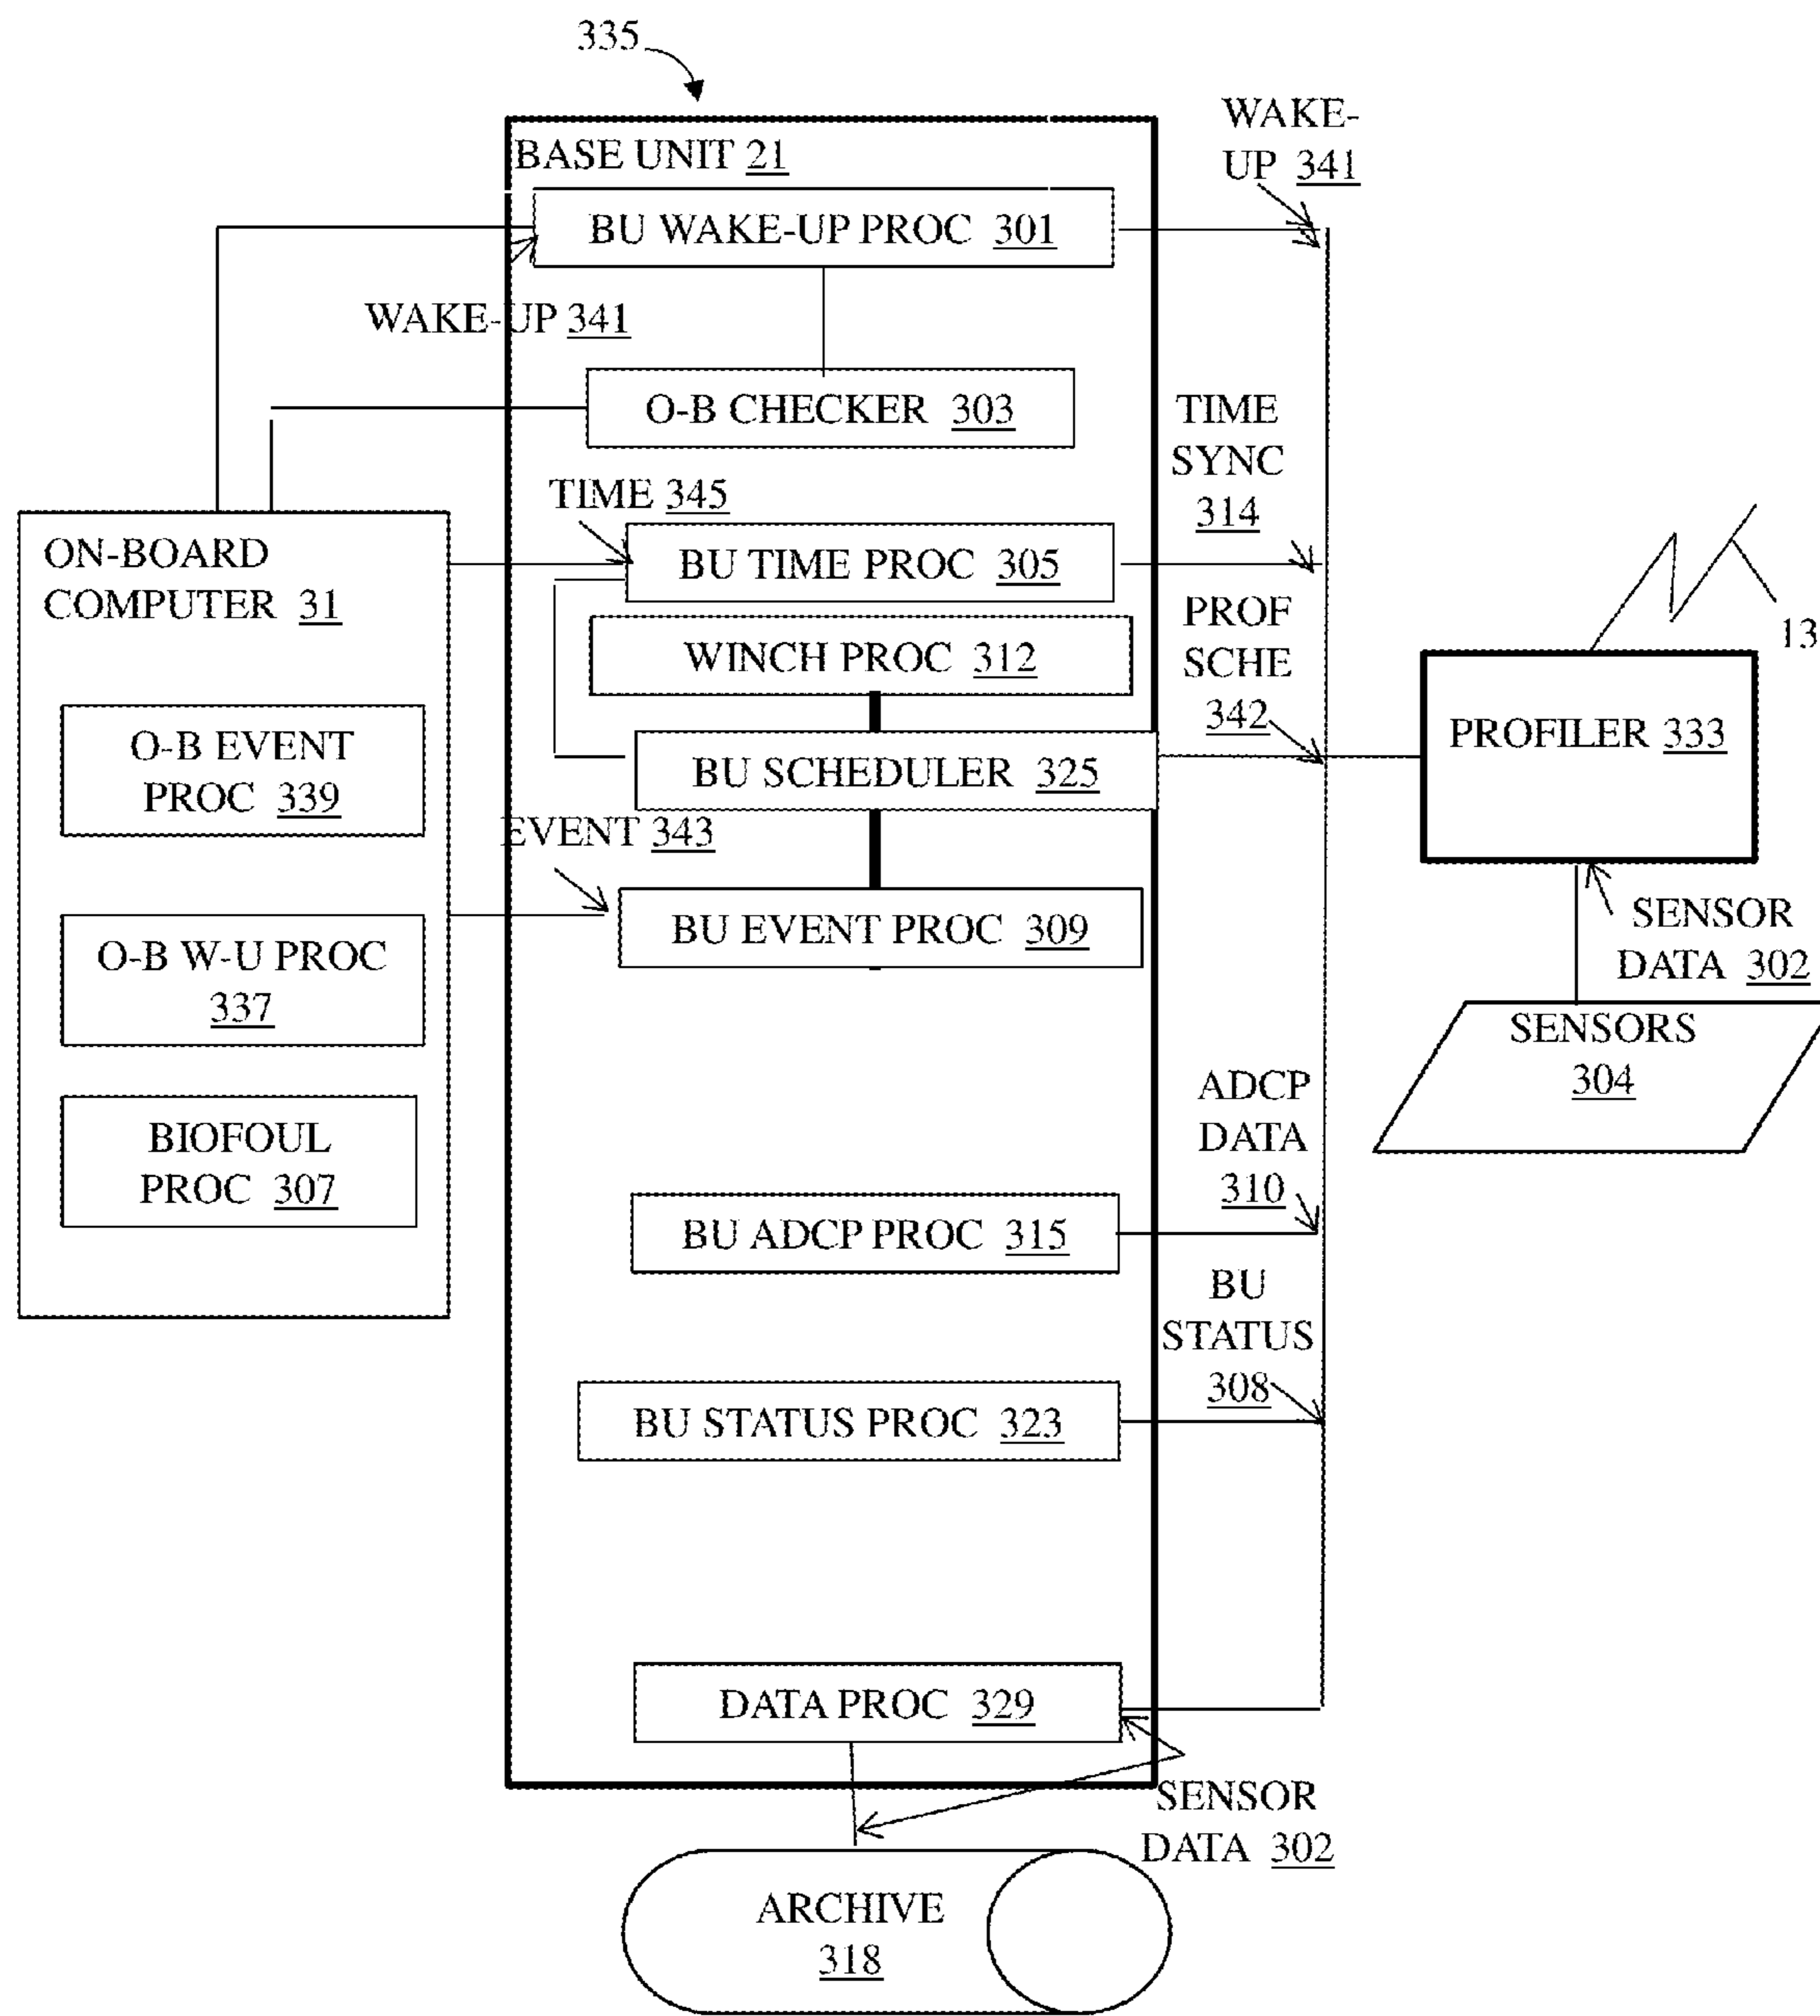 335
BASE UNIT 21
WAKE-
UP 341
BU WAKE-UP PROC 301
WAKE-UP 341
O-B CHECKER 303
TIME
SYNC
314
TIME 345
BU TIME PROC 305
ON-BOARD
COMPUTER 31
WINCH PROC 312
PROF
SCHE
342
13
PROFILER 333
BU SCHEDULER 325
O-B EVENT
PROC 339
EVENT 343
BU EVENT PROC 309
SENSOR
DATA 302
O-B W-U PROC
337
SENSORS
304
BIOFOUL
PROC 307
ADCP
DATA
310
BU ADCP PROC 315
BU
STATUS
308
BU STATUS PROC 323
DATA PROC 329
SENSOR
DATA 302
ARCHIVE
318